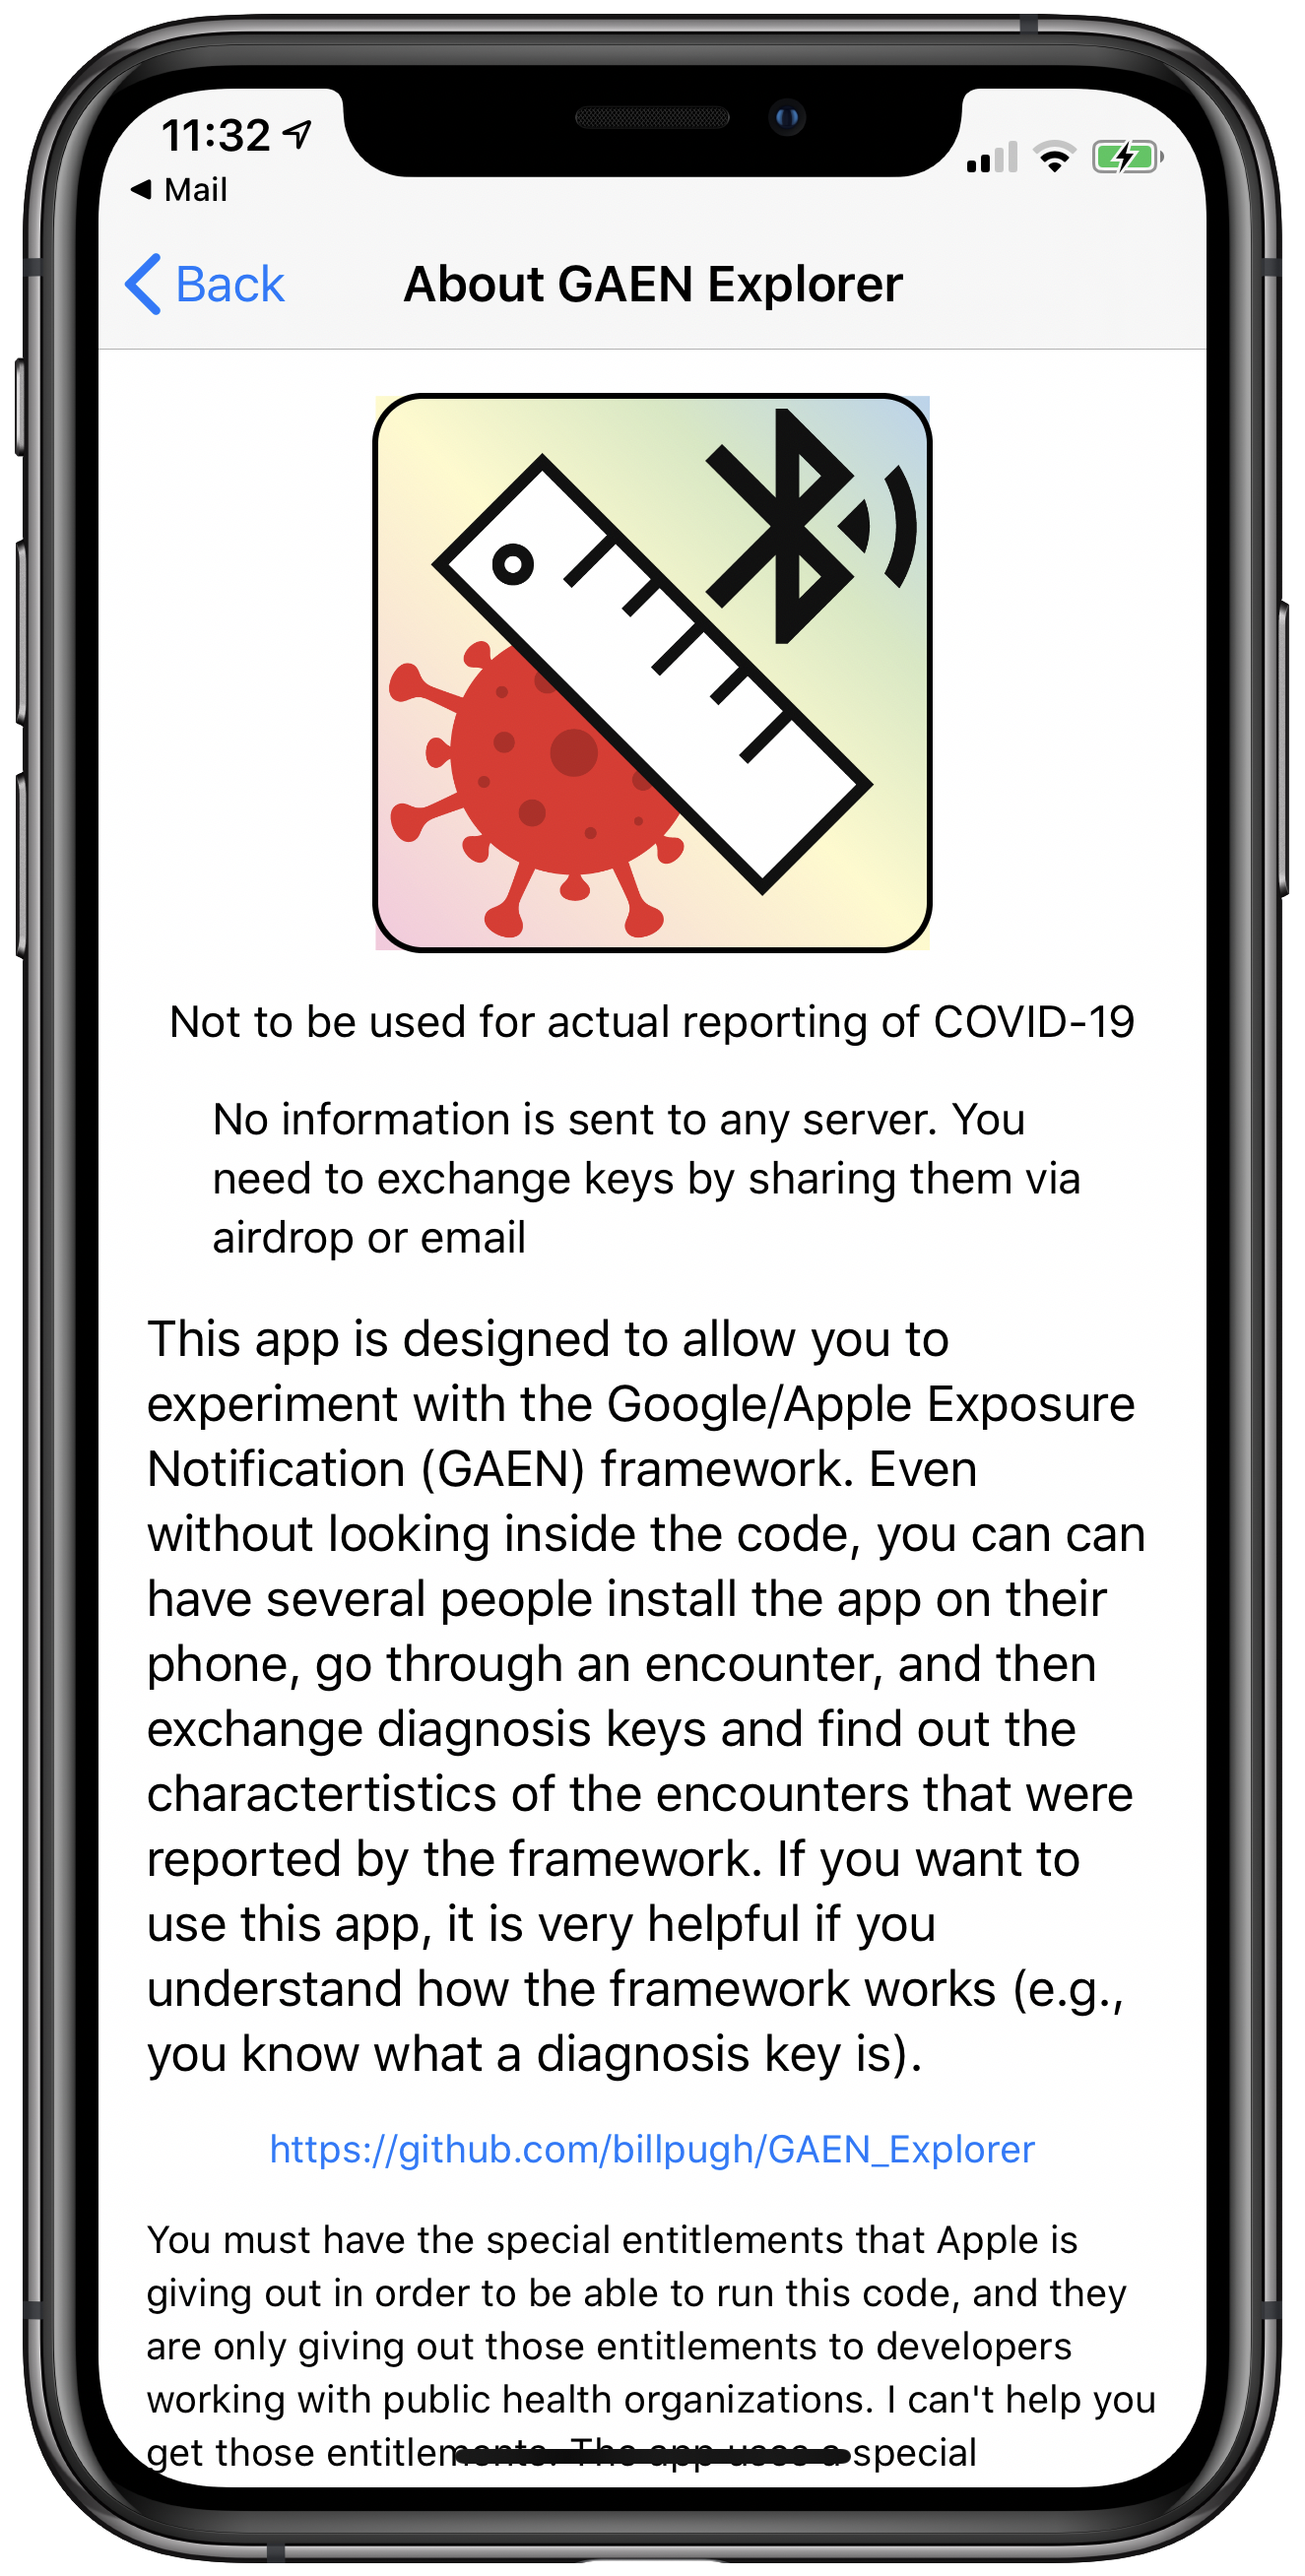 11:32
Mail
Back
About GAEN Explorer
Not to be used for actual reporting of COVID-19
No information is sent to any server. You
need to exchange keys by sharing them via
airdrop or email
This app is designed to allow you to
experiment with the Google/Apple Exposure
Notification (GAEN) framework. Even
without looking inside the code, you can can
have several people install the app on their
phone, go through an encounter, and then
exchange diagnosis keys and find out the
charactertistics of the encounters that were
reported by the framework. If you want to
use this app, it is very helpful if you
understand how the framework works (e.g.,
you know what a diagnosis key is).
https://github.com/billpugh/GAEN_Explorer
You must have the special entitlements that Apple is
giving out in order to be able to run this code, and they
are only giving out those entitlements to developers
working with public health organizations. I can't help you
get those entitlements. The app uses a special